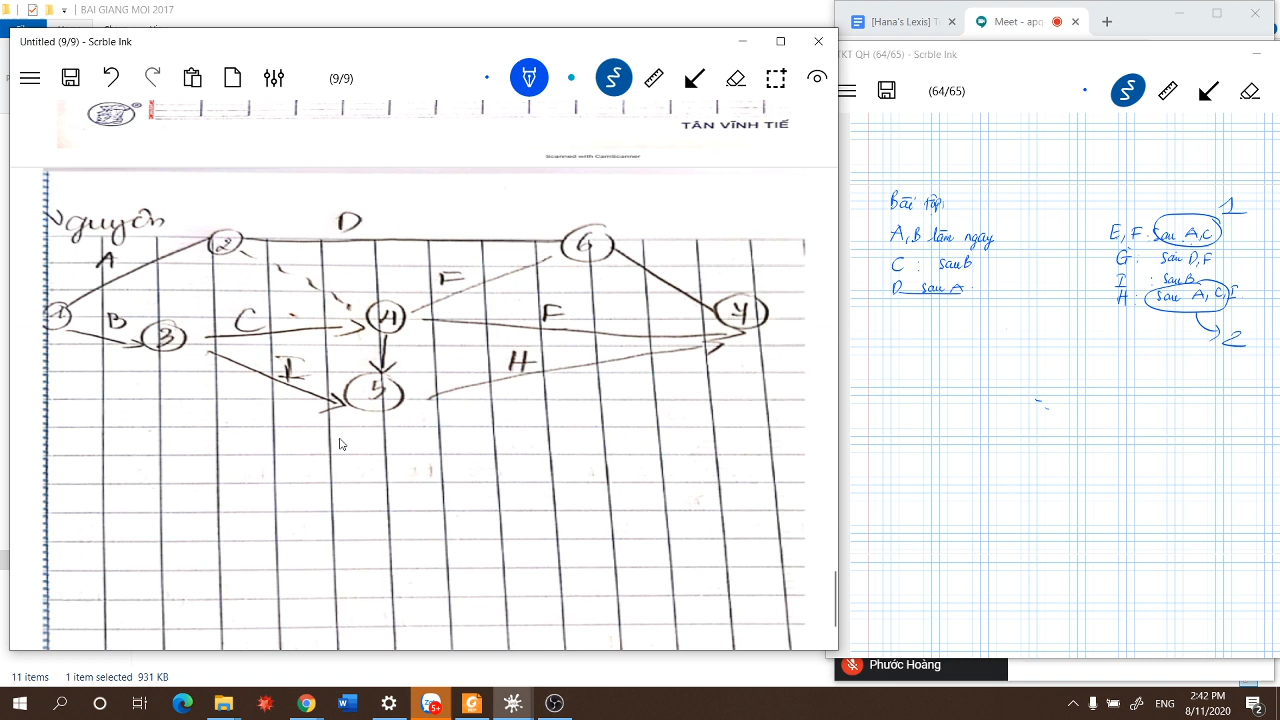 BAI GIANG MOI 2017
Untitled (9/9) - Scrble Ink
(9/9)
TÂN VĨNH TIẾ
Scanned with CamScanner
Nguyên
D
2
6
A
F
1
B
C
4
F
7
3
I
H
5
[Hana's Lexis] T
Meet - apq
TKT QH (64/65) - Scrble Ink
(64/65)
Bài tập
1
A, B làm ngay
E, F: sau A, C
C : sau B
G: sau D, F
D sau A.
I : sau B
H: sau A, C, I
2
Phước Hoàng
11 items
1 item selected
931 KB
5+
ENG
2:42 PM
8/11/2020
2